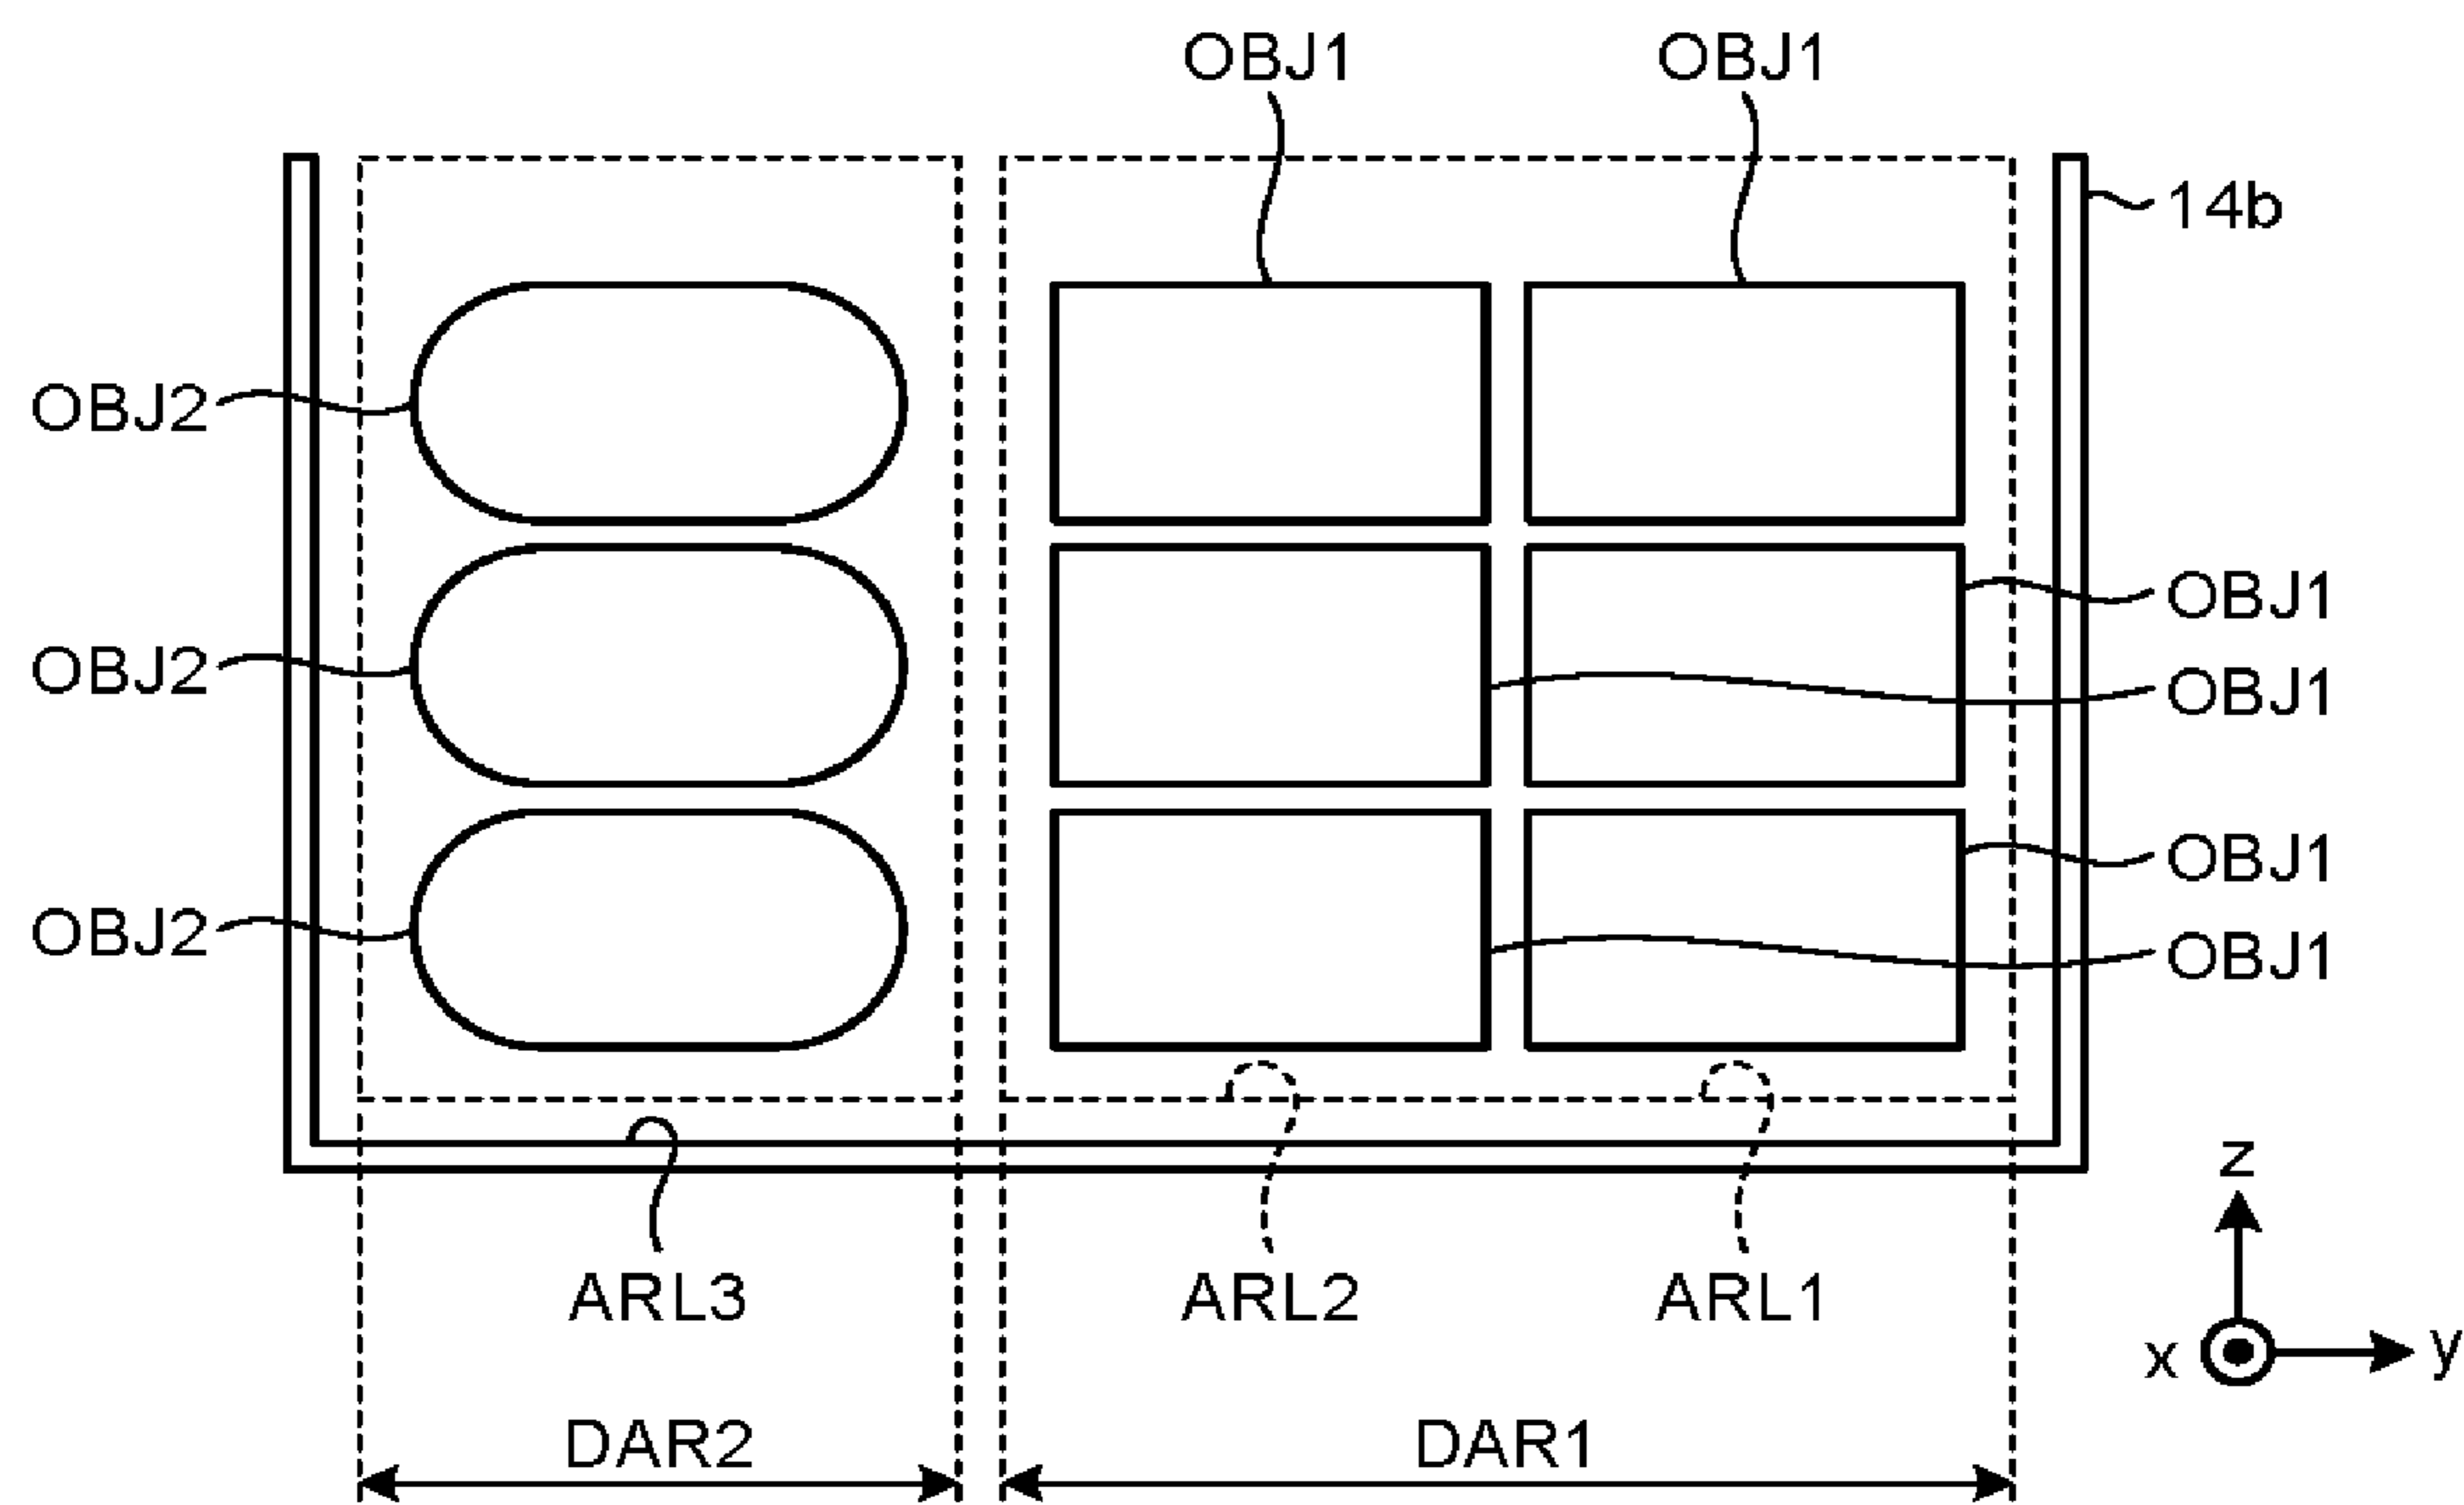 OBJ1 OBJ1
14b
OBJ2
OBJ1
OBJ2 OBJ1
OBJ1
OBJ2 OBJ1
z
ARL3 ARL2 ARL1
x y
DAR2 DAR1